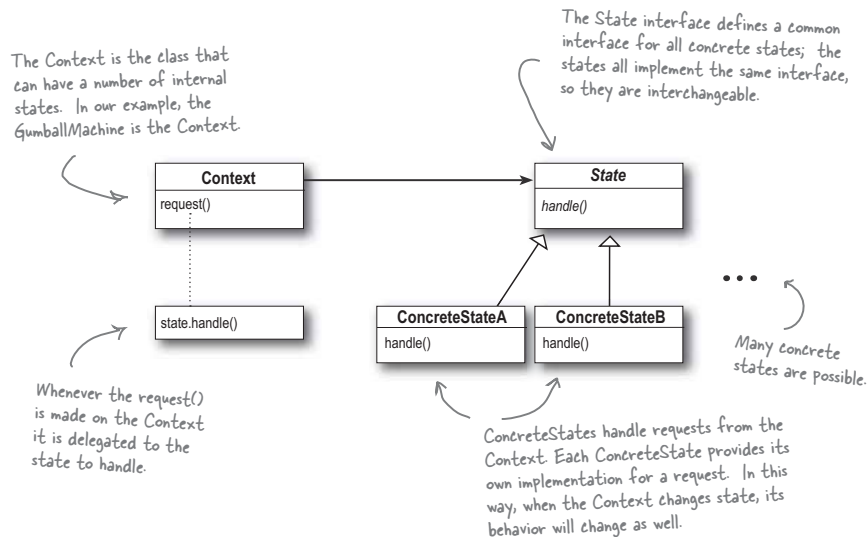 The Context is the class that
can have a number of internal
states. In our example, the
GumballMachine is the Context.
The State interface defines a common
interface for all concrete states; the
states all implement the same interface,
so they are interchangeable.
Context
request()
State
handle()
state.handle()
ConcreteStateA
handle()
ConcreteStateB
handle()
Many concrete
states are possible.
Whenever the request()
is made on the Context
it is delegated to the
state to handle.
ConcreteStates handle requests from the
Context. Each ConcreteState provides its
own implementation for a request. In this
way, when the Context changes state, its
behavior will change as well.